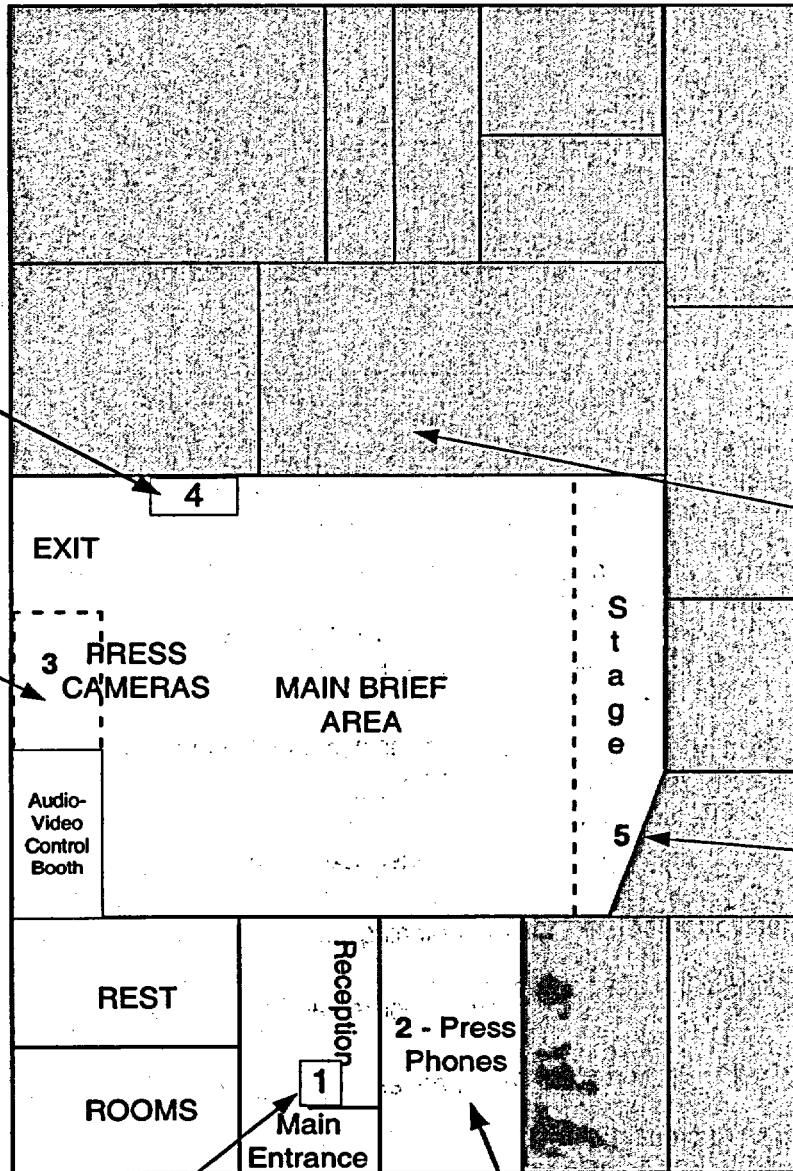 4
EXIT
3 PRESS
CAMERAS
MAIN BRIEF
AREA
Stage
Audio-
Video
Control
Booth
5
REST
ROOMS
Reception
1
Main
Entrance
2 - Press
Phones